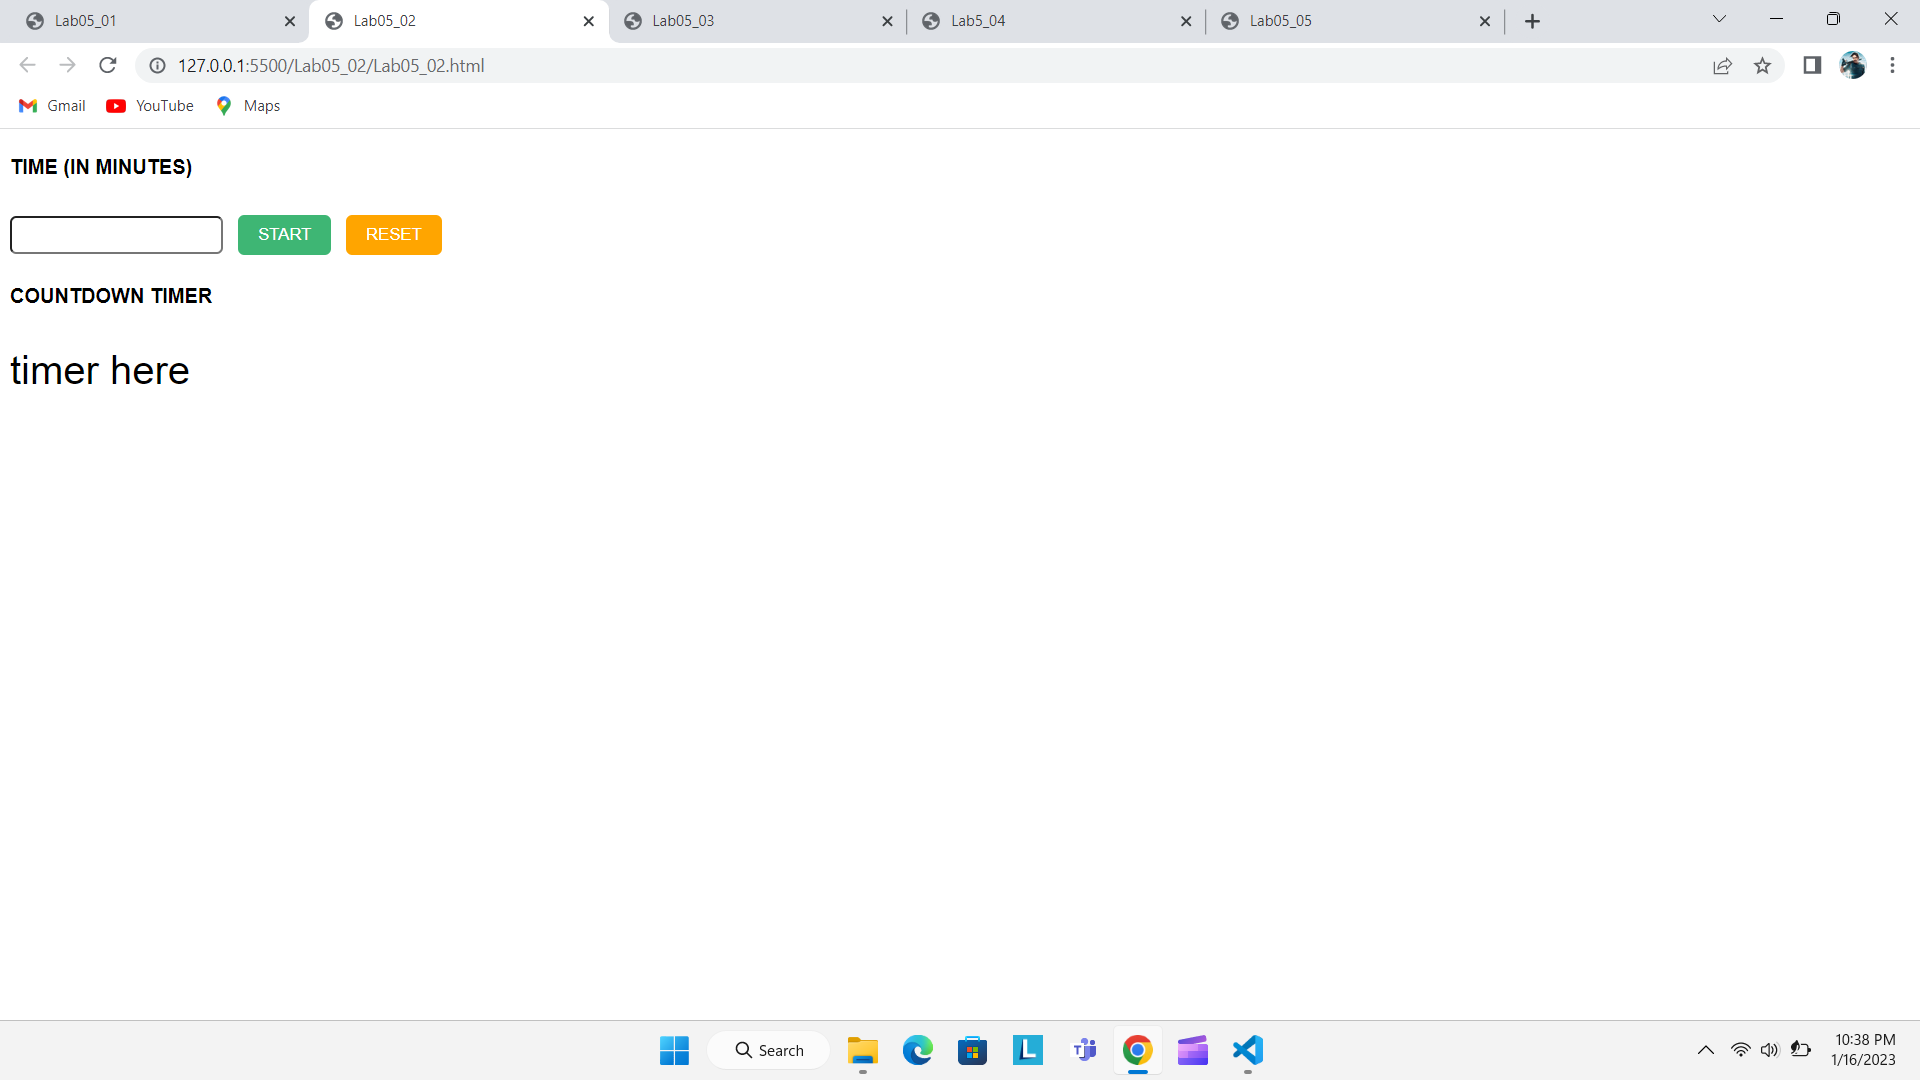 Lab05_01 Lab05_02 Lab05_03 Lab5_04 Lab05_05
127.0.0.1:5500/Lab05_02/Lab05_02.html
Gmail YouTube Maps
TIME (IN MINUTES)
START RESET
COUNTDOWN TIMER
timer here
Search
10:38 PM
1/16/2023